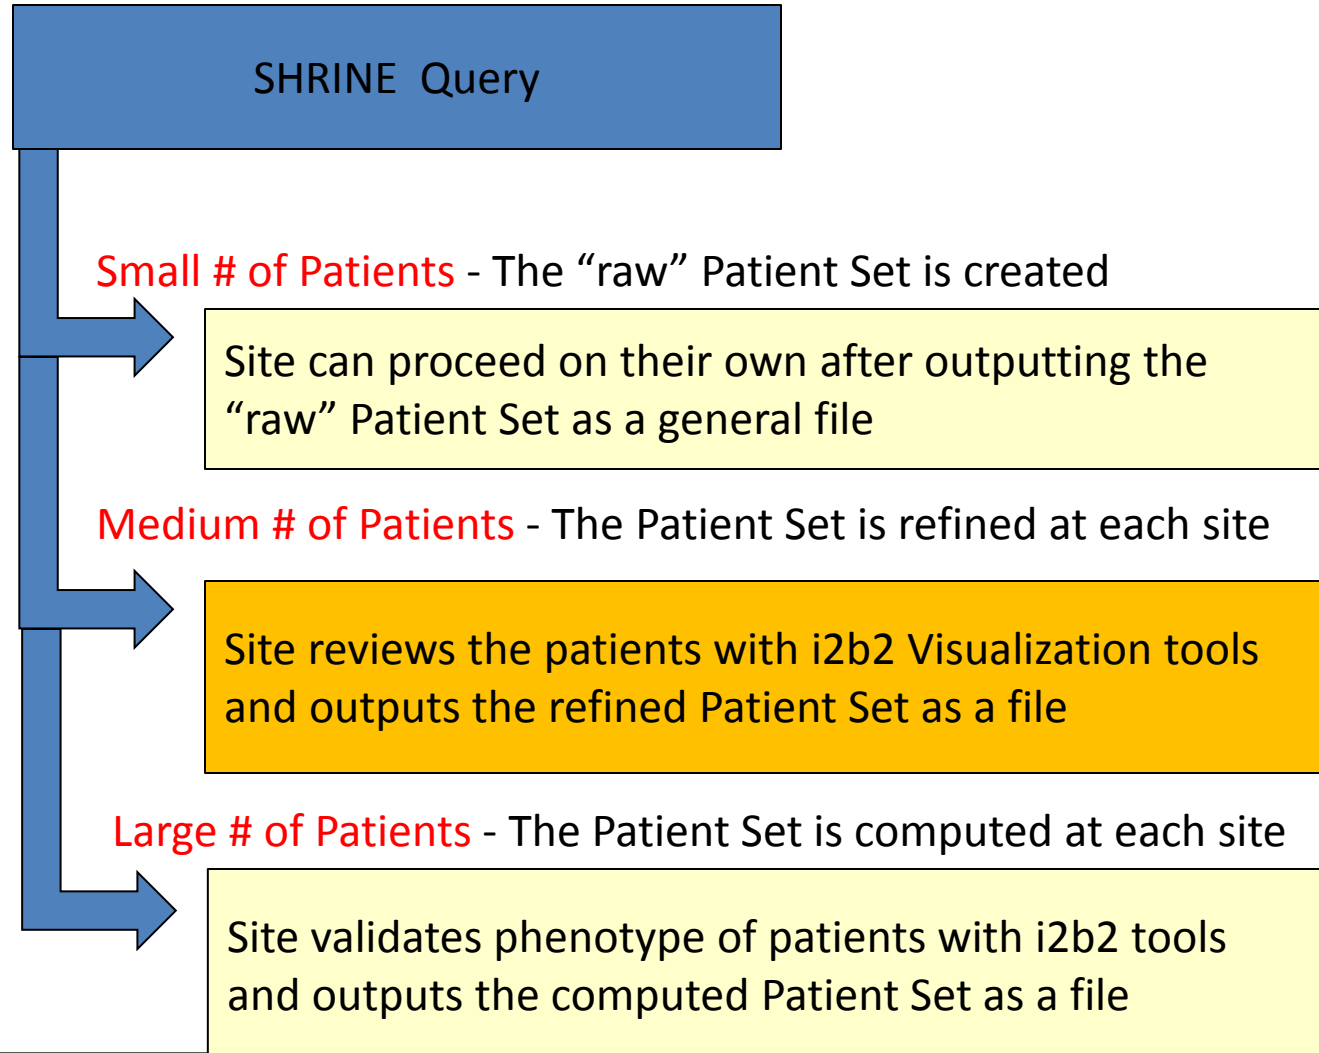 SHRINE  Query
Small # of Patients - The “raw” Patient Set is created
Site can proceed on their own after outputting the
“raw” Patient Set as a general file
Medium # of Patients - The Patient Set is refined at each site
Site reviews the patients with i2b2 Visualization tools
and outputs the refined Patient Set as a file
Large # of Patients - The Patient Set is computed at each site
Site validates phenotype of patients with i2b2 tools
and outputs the computed Patient Set as a file